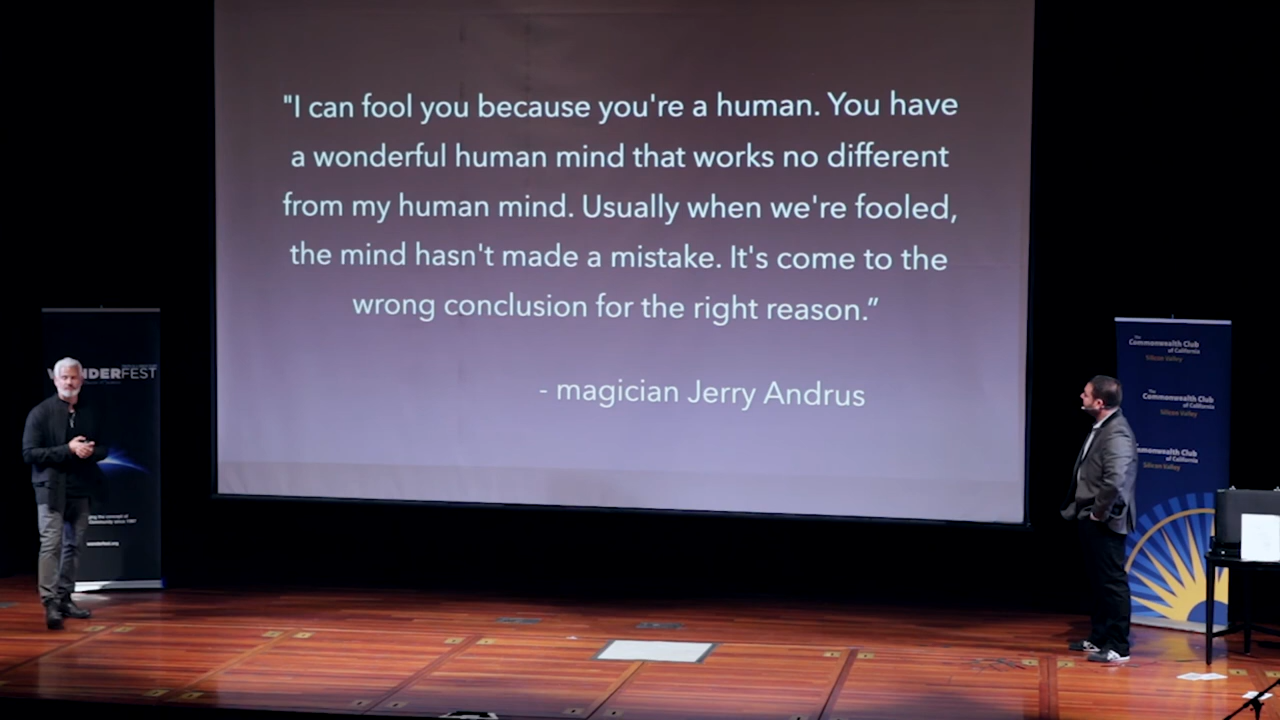 "I can fool you because you're a human. You have
a wonderful human mind that works no different
from my human mind. Usually when we're fooled,
the mind hasn't made a mistake. It's come to the
wrong conclusion for the right reason.”
- magician Jerry Andrus
NDERFEST
wonderfest.org
The
Commonwealth Club
of California
Silicon Valley
The
Commonwealth Club
of California
Silicon Valley
mmonwealth Club
of California
Silicon Valley